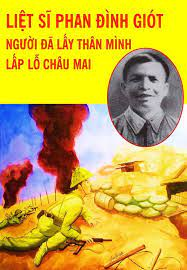 LIỆT SĨ PHAN ĐÌNH GIÓT
NGƯỜI ĐÃ LẤY THÂN MÌNH
LẤP LỖ CHÂU MAI